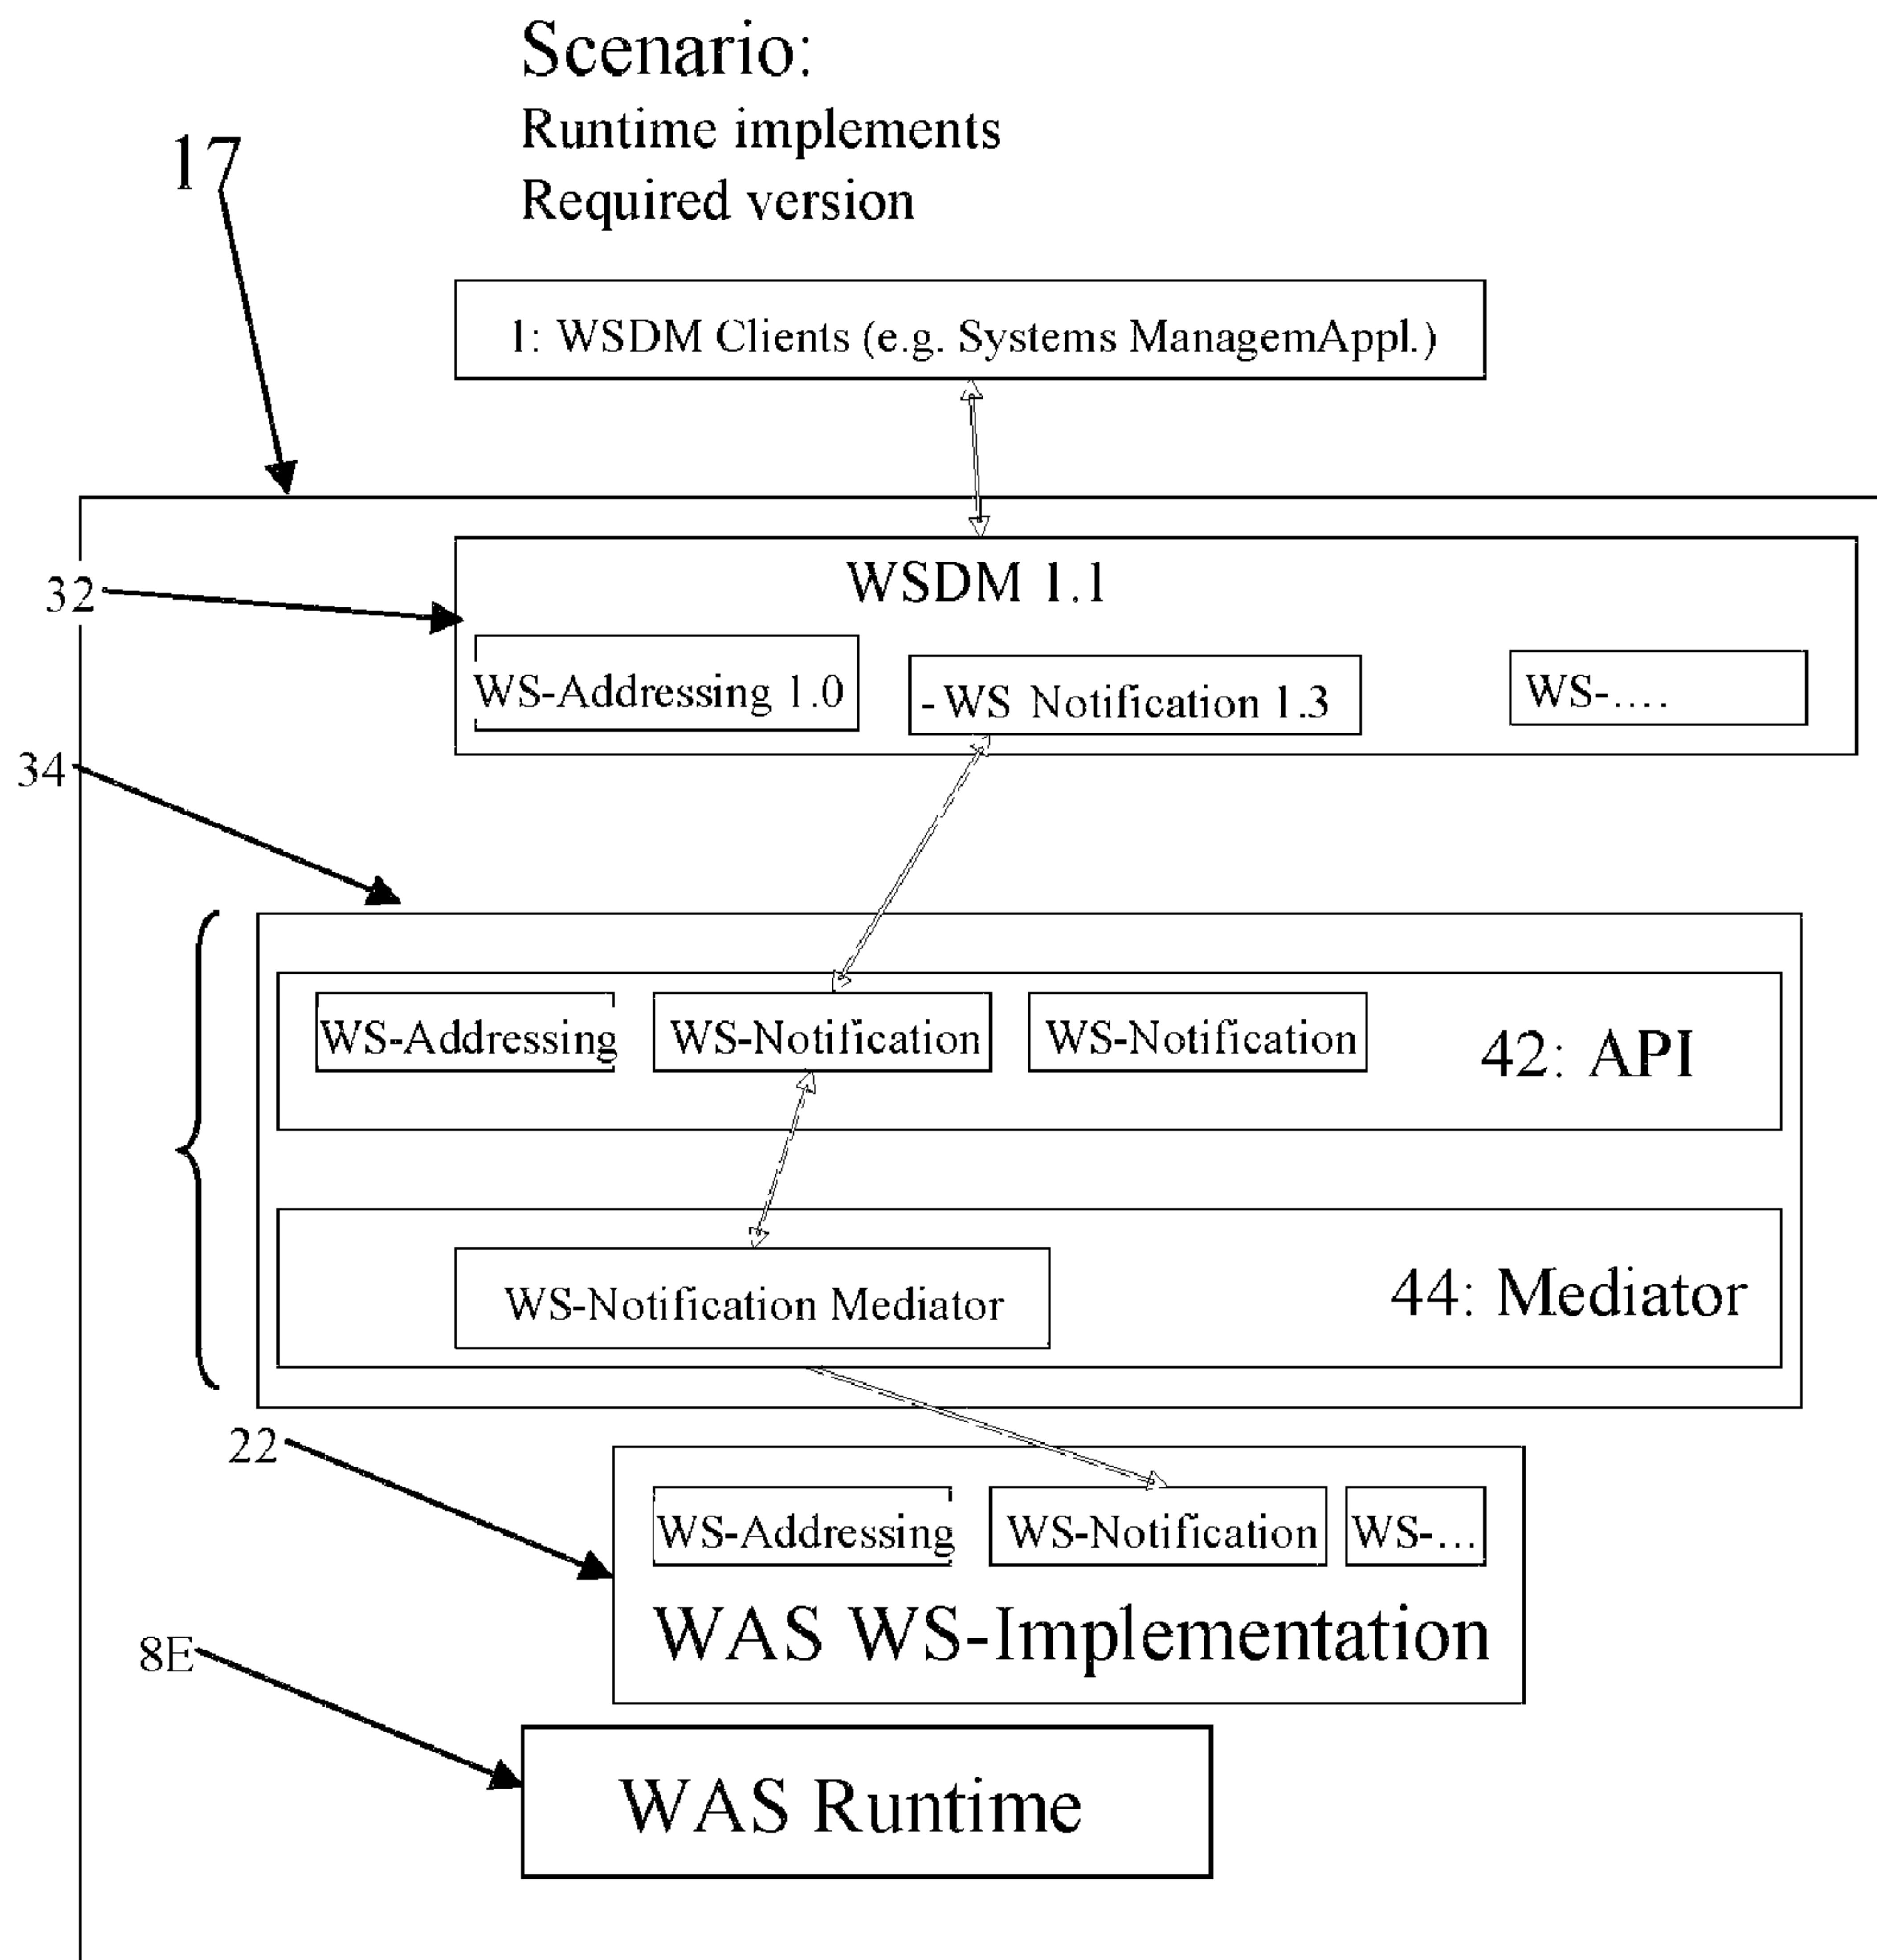 Scenario:
Runtime implements
Required version
17
1: WSDM Clients (e.g. Systems ManagemAppl.)
32
WSDM 1.1
WS-Addressing 1.0
-WS Notification 1.3
WS-....
34
WS-Addressing
WS-Notification
WS-Notification
42: API
WS-Notification Mediator
44: Mediator
22
WS-Addressing
WS-Notification
WS-...
WAS WS-Implementation
8E
WAS Runtime